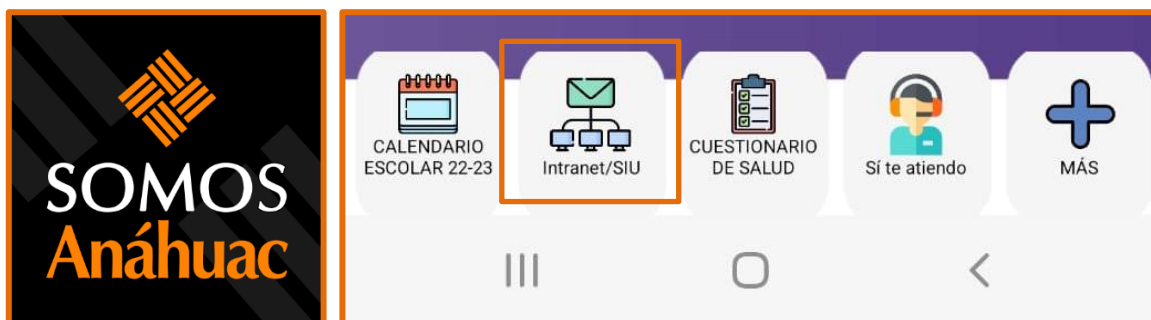 SOMOS
Anáhuac
CALENDARIO
ESCOLAR 22-23
Intranet/SIU
CUESTIONARIO
DE SALUD
Sí te atiendo
MÁS